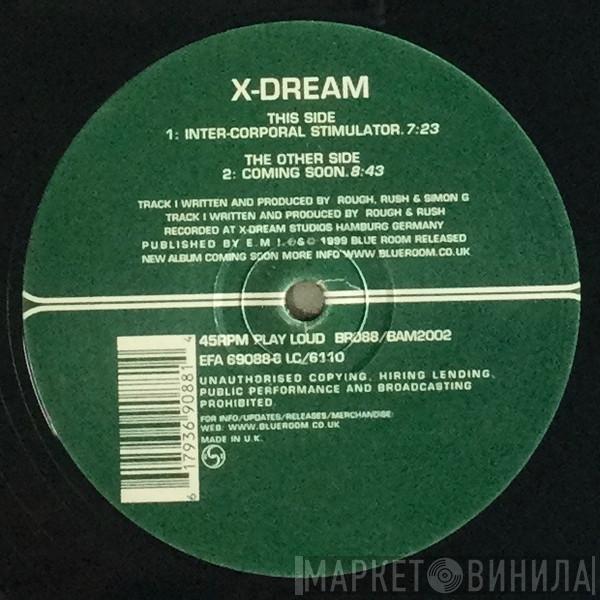 X-DREAM
THIS SIDE
1: INTER-CORPORAL STIMULATOR. 7:23
THE OTHER SIDE
2: COMING SOON. 8:43
TRACK 1 WRITTEN AND PRODUCED BY ROUGH, RUSH & SIMON G
TRACK 1 WRITTEN AND PRODUCED BY ROUGH & RUSH
RECORDED AT X-DREAM STUDIOS HAMBURG GERMANY
PUBLISHED BY E.M.I. ℗&© 1999 BLUE ROOM RELEASED
NEW ALBUM COMING SOON MORE INFO WWW.BLUEROOM.CO.UK
45RPM PLAY LOUD BR088/BAM2002
EFA 69088-6 LC/6110
UNAUTHORISED COPYING, HIRING LENDING,
PUBLIC PERFORMANCE AND BROADCASTING
PROHIBITED.
FOR INFO/UPDATES/RELEASES/MERCHANDISE:
WEB: WWW.BLUEROOM.CO.UK
MADE IN U.K.
6 17936 90881 4
МАРКЕТ ВИНИЛА